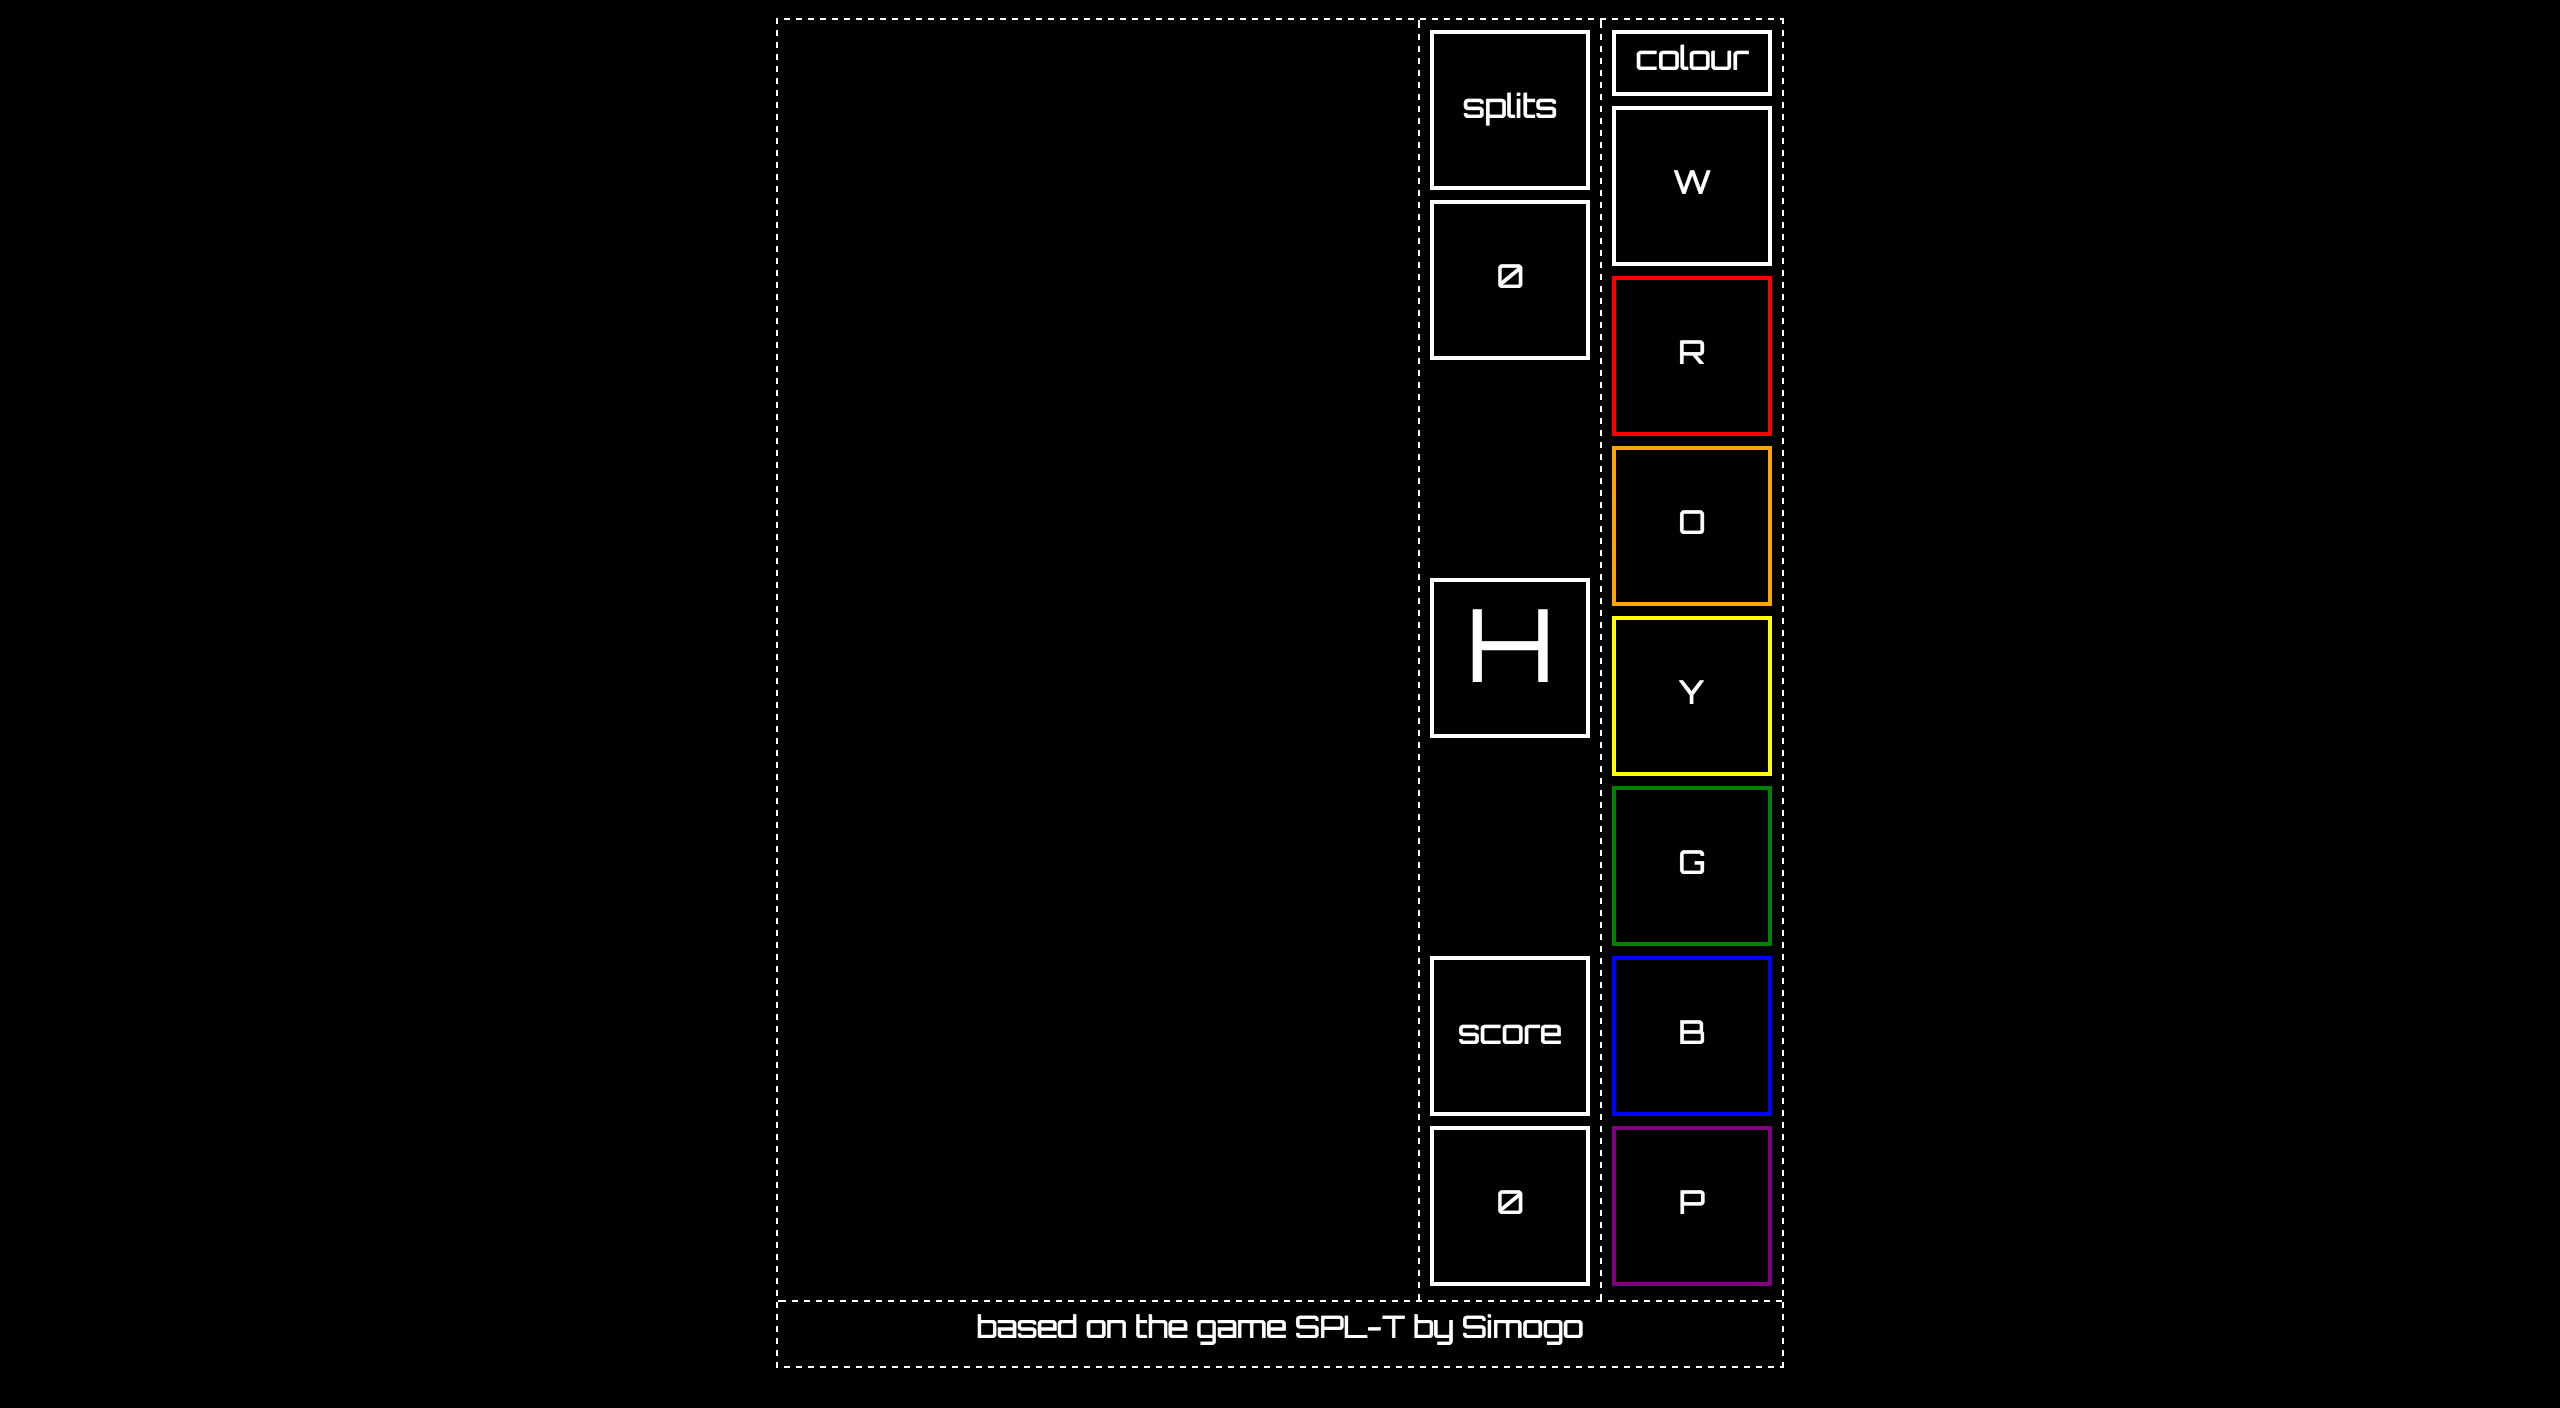 splits
0
H
score
0
colour
W
R
O
Y
G
B
P
based on the game SPL-T by Simogo